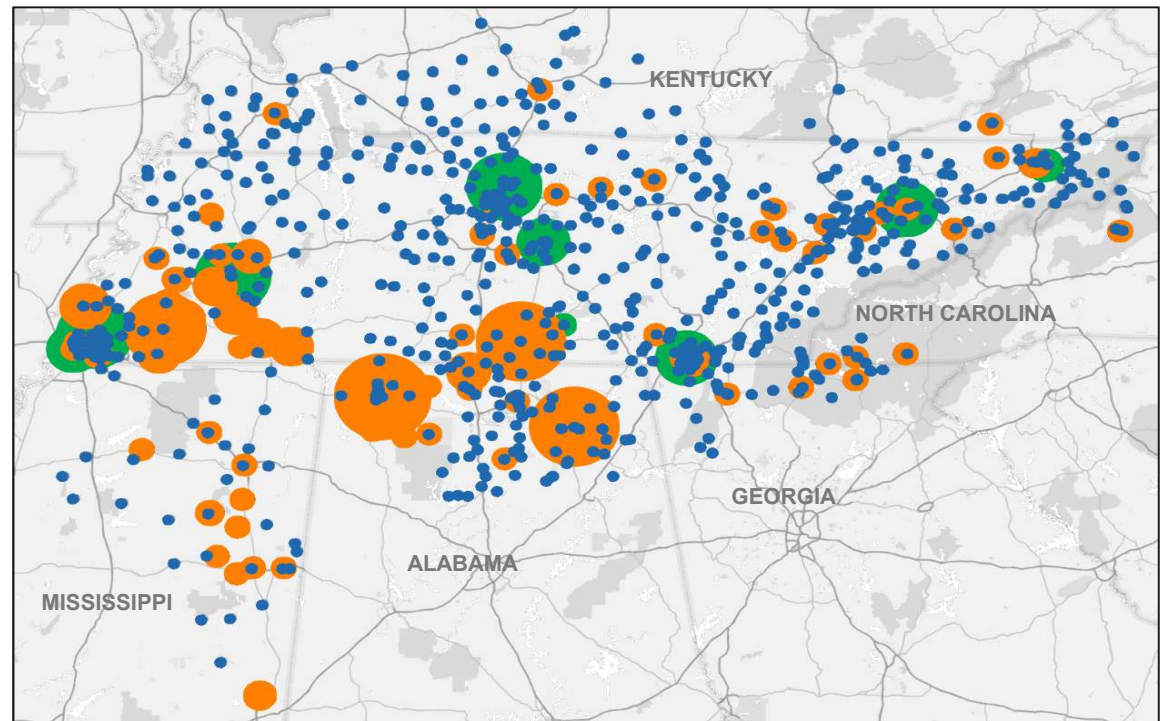 KENTUCKY
NORTH CAROLINA
GEORGIA
ALABAMA
MISSISSIPPI